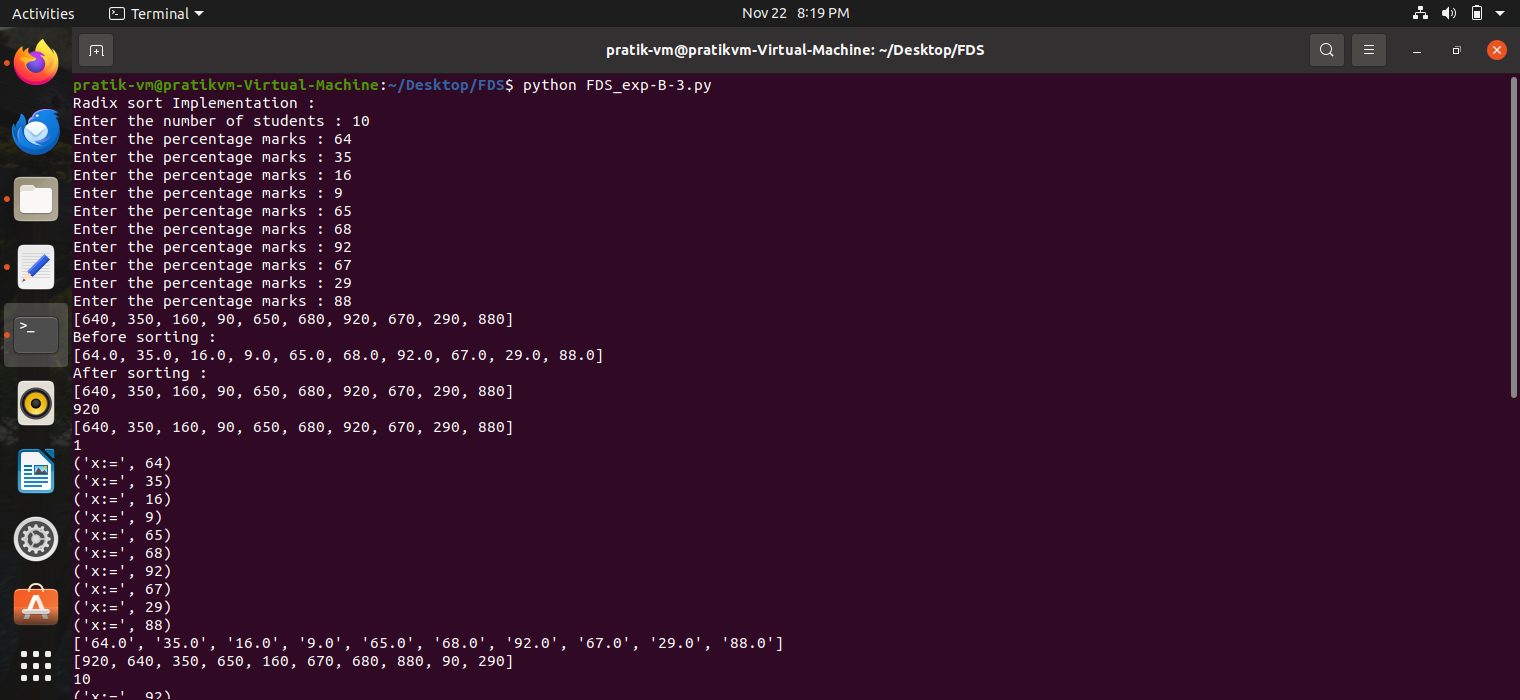 Activities Terminal Nov 22 8:19 PM
pratik-vm@pratikvm-Virtual-Machine: ~/Desktop/FDS
pratik-vm@pratikvm-Virtual-Machine:~/Desktop/FDS$ python FDS_exp-B-3.py
Radix sort Implementation :
Enter the number of students : 10
Enter the percentage marks : 64
Enter the percentage marks : 35
Enter the percentage marks : 16
Enter the percentage marks : 9
Enter the percentage marks : 65
Enter the percentage marks : 68
Enter the percentage marks : 92
Enter the percentage marks : 67
Enter the percentage marks : 29
Enter the percentage marks : 88
[640, 350, 160, 90, 650, 680, 920, 670, 290, 880]
Before sorting :
[64.0, 35.0, 16.0, 9.0, 65.0, 68.0, 92.0, 67.0, 29.0, 88.0]
After sorting :
[640, 350, 160, 90, 650, 680, 920, 670, 290, 880]
920
[640, 350, 160, 90, 650, 680, 920, 670, 290, 880]
1
('x:=', 64)
('x:=', 35)
('x:=', 16)
('x:=', 9)
('x:=', 65)
('x:=', 68)
('x:=', 92)
('x:=', 67)
('x:=', 29)
('x:=', 88)
['64.0', '35.0', '16.0', '9.0', '65.0', '68.0', '92.0', '67.0', '29.0', '88.0']
[920, 640, 350, 650, 160, 670, 680, 880, 90, 290]
10
('x:=', 92)